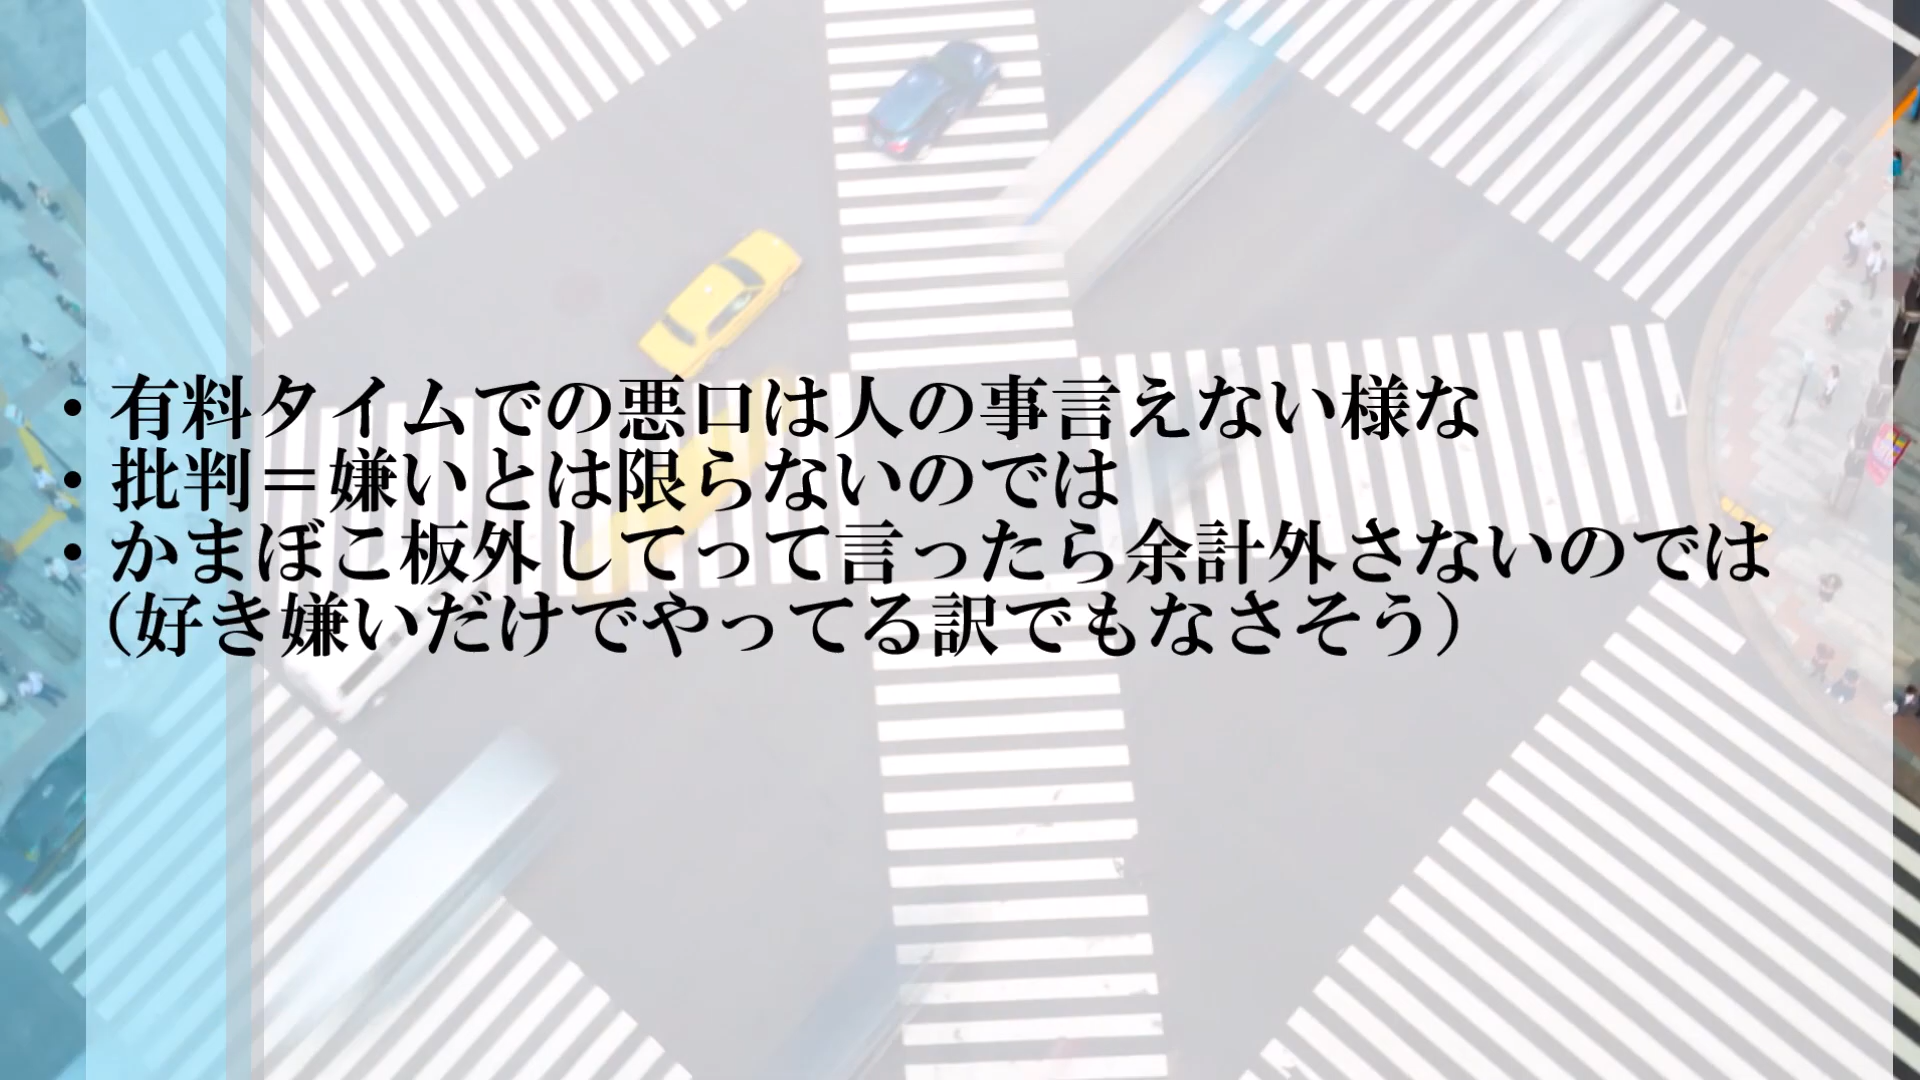 ・有料タイムでの悪口は人の事言えない様な
・批判＝嫌いとは限らないのでは
・かまぼこ板外してって言ったら余計外さないのでは
（好き嫌いだけでやってる訳でもなさそう）